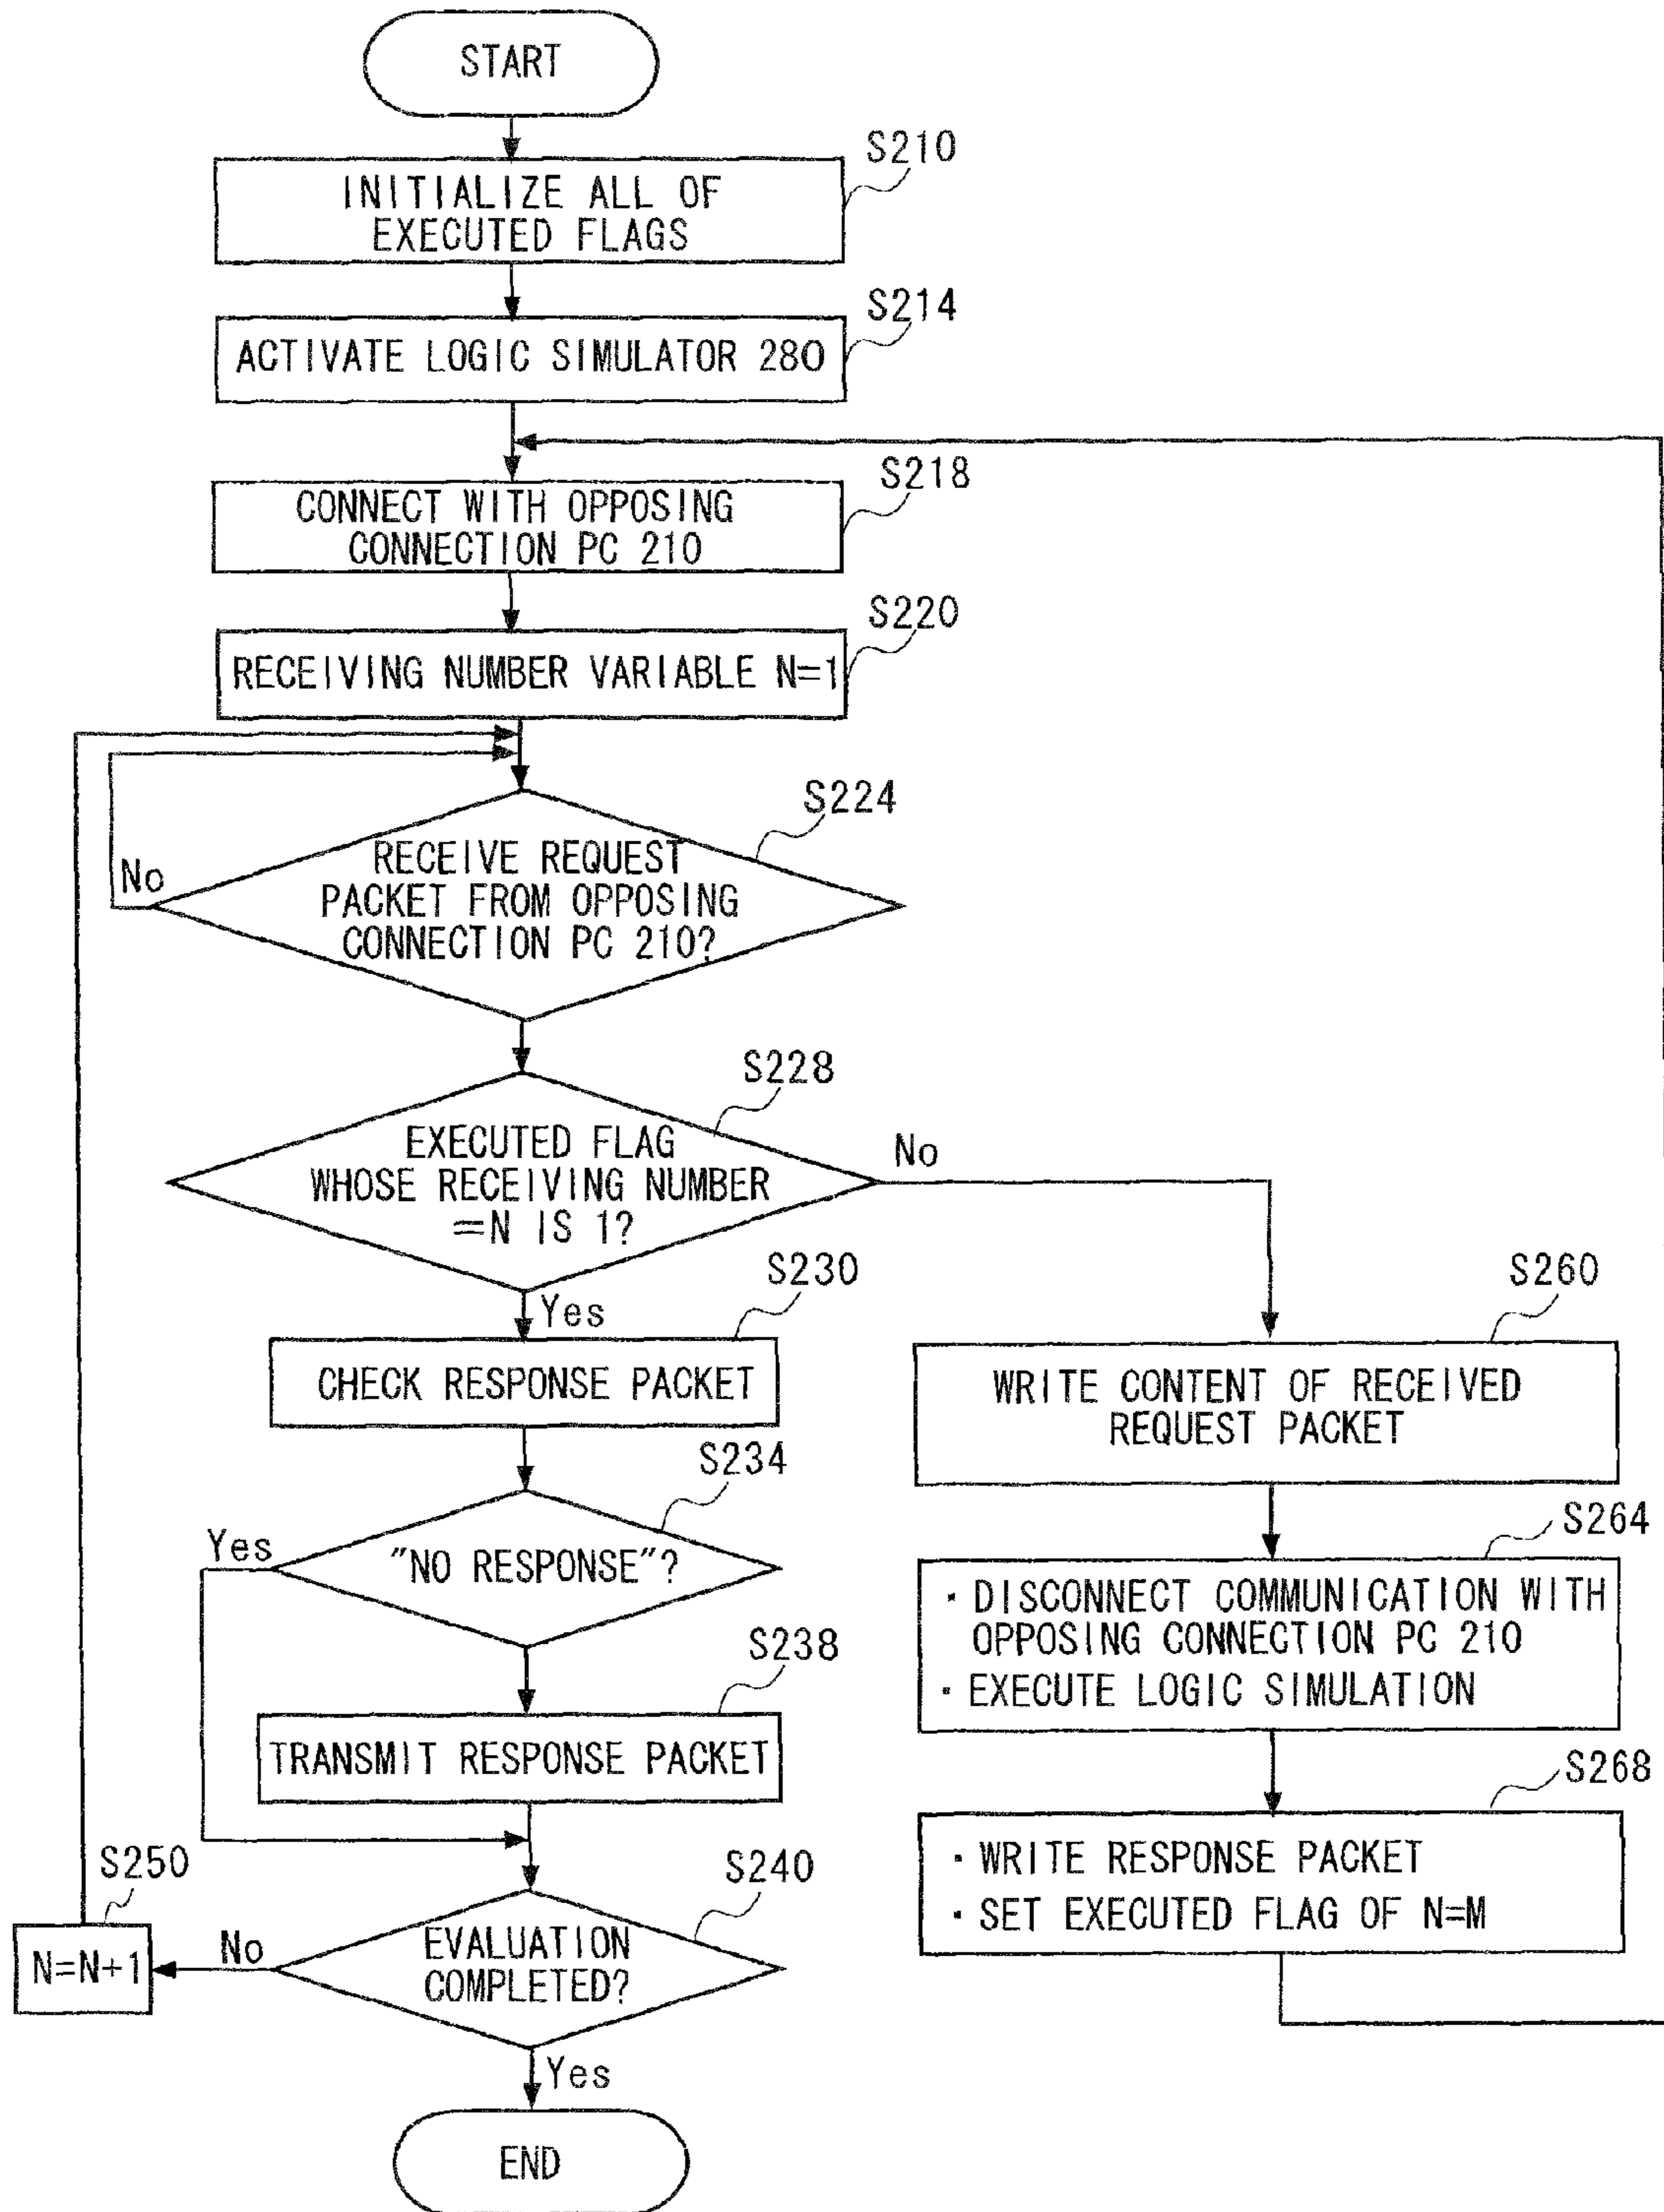 START
S210
INITIALIZE ALL OF
EXECUTED FLAGS
S214
ACTIVATE LOGIC SIMULATOR 280
S218
CONNECT WITH OPPOSING
CONNECTION PC 210
S220
RECEIVING NUMBER VARIABLE N=1
S224
RECEIVE REQUEST
PACKET FROM OPPOSING
CONNECTION PC 210?
No
S228
EXECUTED FLAG
WHOSE RECEIVING NUMBER
=N IS 1?
No
Yes
S230
CHECK RESPONSE PACKET
S234
"NO RESPONSE"?
Yes
S238
TRANSMIT RESPONSE PACKET
S240
EVALUATION
COMPLETED?
No
S250
N=N+1
Yes
END
S260
WRITE CONTENT OF RECEIVED
REQUEST PACKET
S264
· DISCONNECT COMMUNICATION WITH
OPPOSING CONNECTION PC 210
· EXECUTE LOGIC SIMULATION
S268
· WRITE RESPONSE PACKET
· SET EXECUTED FLAG OF N=M